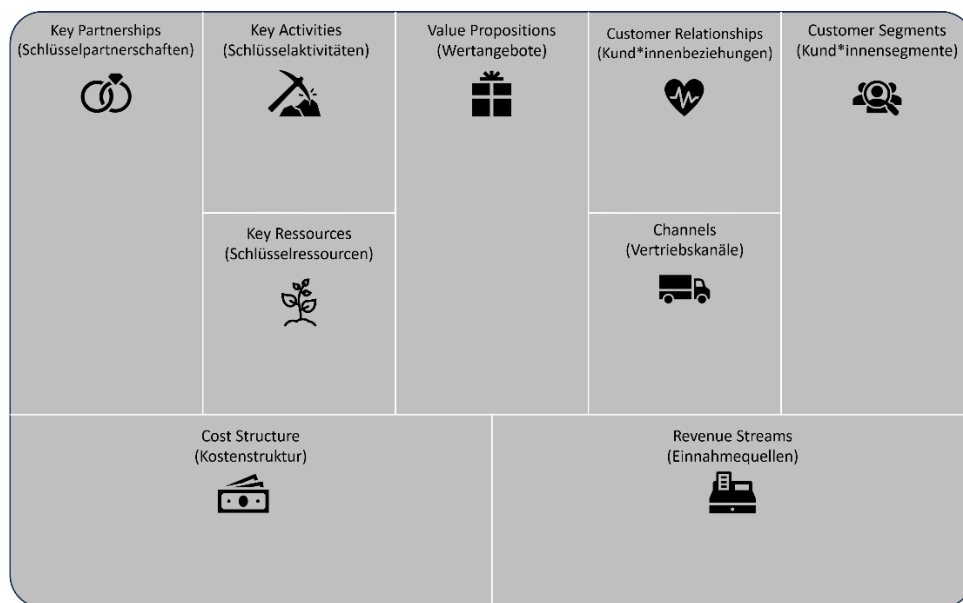 Key Partnerships
(Schlüsselpartnerschaften)
Key Activities
(Schlüsselaktivitäten)
Key Ressources
(Schlüsselressourcen)
Value Propositions
(Wertangebote)
Customer Relationships
(Kund*innenbeziehungen)
Channels
(Vertriebskanäle)
Customer Segments
(Kund*innensegmente)
Cost Structure
(Kostenstruktur)
Revenue Streams
(Einnahmequellen)